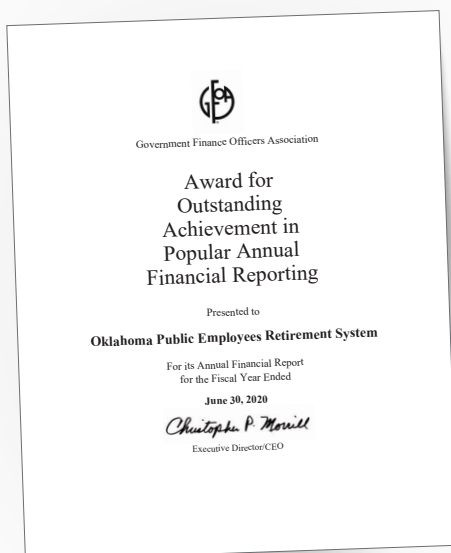 GFOA
Government Finance Officers Association
Award for
Outstanding
Achievement in
Popular Annual
Financial Reporting
Presented to
Oklahoma Public Employees Retirement System
For its Annual Financial Report
for the Fiscal Year Ended
June 30, 2020
Christopher P. Morrill
Executive Director/CEO